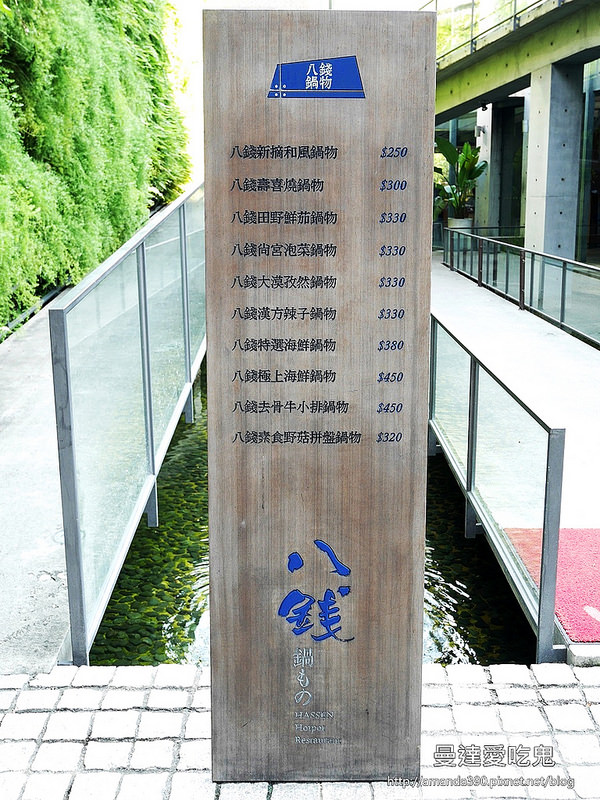 八錢
鍋物
八錢新摘和風鍋物 $250
八錢壽喜燒鍋物 $300
八錢田野鮮茄鍋物 $330
八錢尚宮泡菜鍋物 $330
八錢大漠孜然鍋物 $330
八錢漢方辣子鍋物 $330
八錢特選海鮮鍋物 $380
八錢極上海鮮鍋物 $450
八錢去骨牛小排鍋物 $450
八錢素食野菇拼盤鍋物 $320
八
銭
鍋もの
HASSEN
Hotpot
Restaurant
曼達愛吃鬼
http://amanda390.pixnet.net/blog